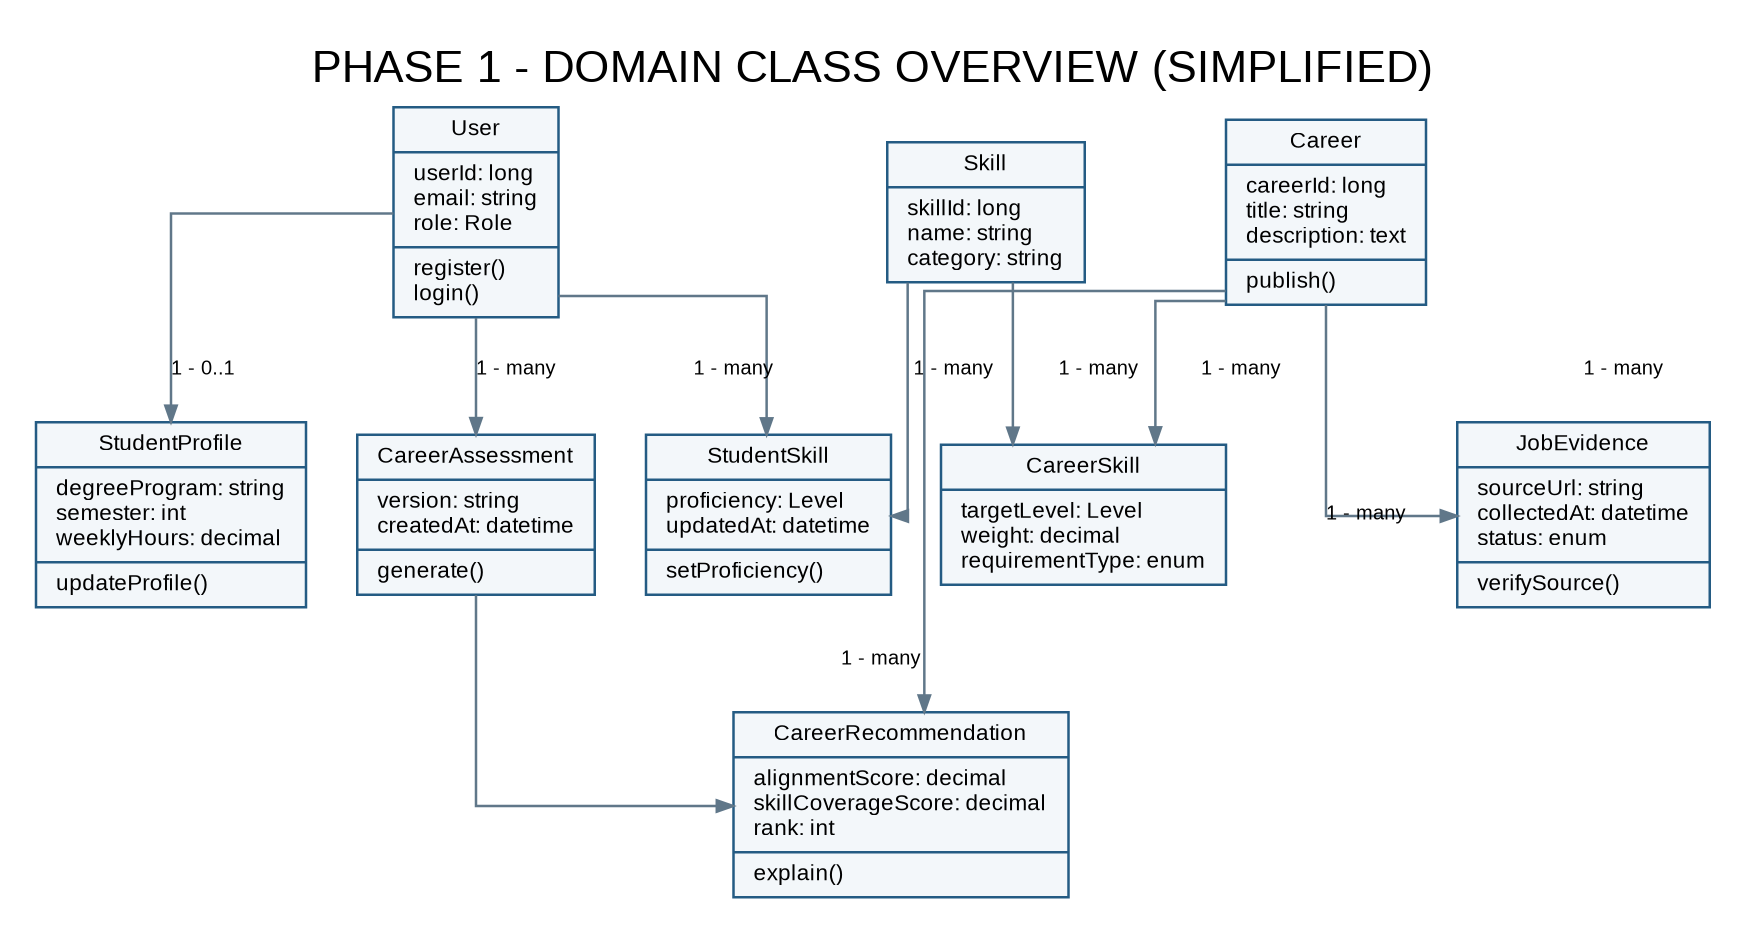 PHASE 1 - DOMAIN CLASS OVERVIEW (SIMPLIFIED)
User
userId: long
email: string
role: Role
register()
login()
Skill
skillId: long
name: string
category: string
Career
careerId: long
title: string
description: text
publish()
1 - 0..1
1 - many
1 - many
1 - many
1 - many
1 - many
1 - many
StudentProfile
degreeProgram: string
semester: int
weeklyHours: decimal
updateProfile()
CareerAssessment
version: string
createdAt: datetime
generate()
StudentSkill
proficiency: Level
updatedAt: datetime
setProficiency()
CareerSkill
targetLevel: Level
weight: decimal
requirementType: enum
1 - many
JobEvidence
sourceUrl: string
collectedAt: datetime
status: enum
verifySource()
1 - many
CareerRecommendation
alignmentScore: decimal
skillCoverageScore: decimal
rank: int
explain()